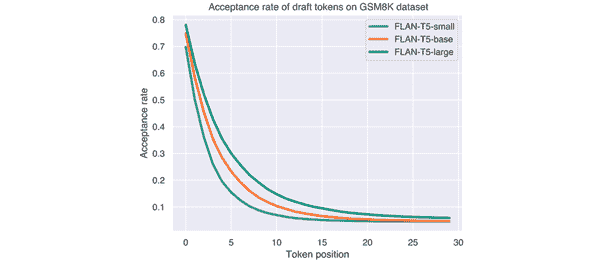 Acceptance rate of draft tokens on GSM8K dataset
0.8
0.7
0.6
0.5
0.4
0.3
0.2
0.1
Acceptance rate
FLAN-T5-small
FLAN-T5-base
FLAN-T5-large
0 5 10 15 20 25 30
Token position